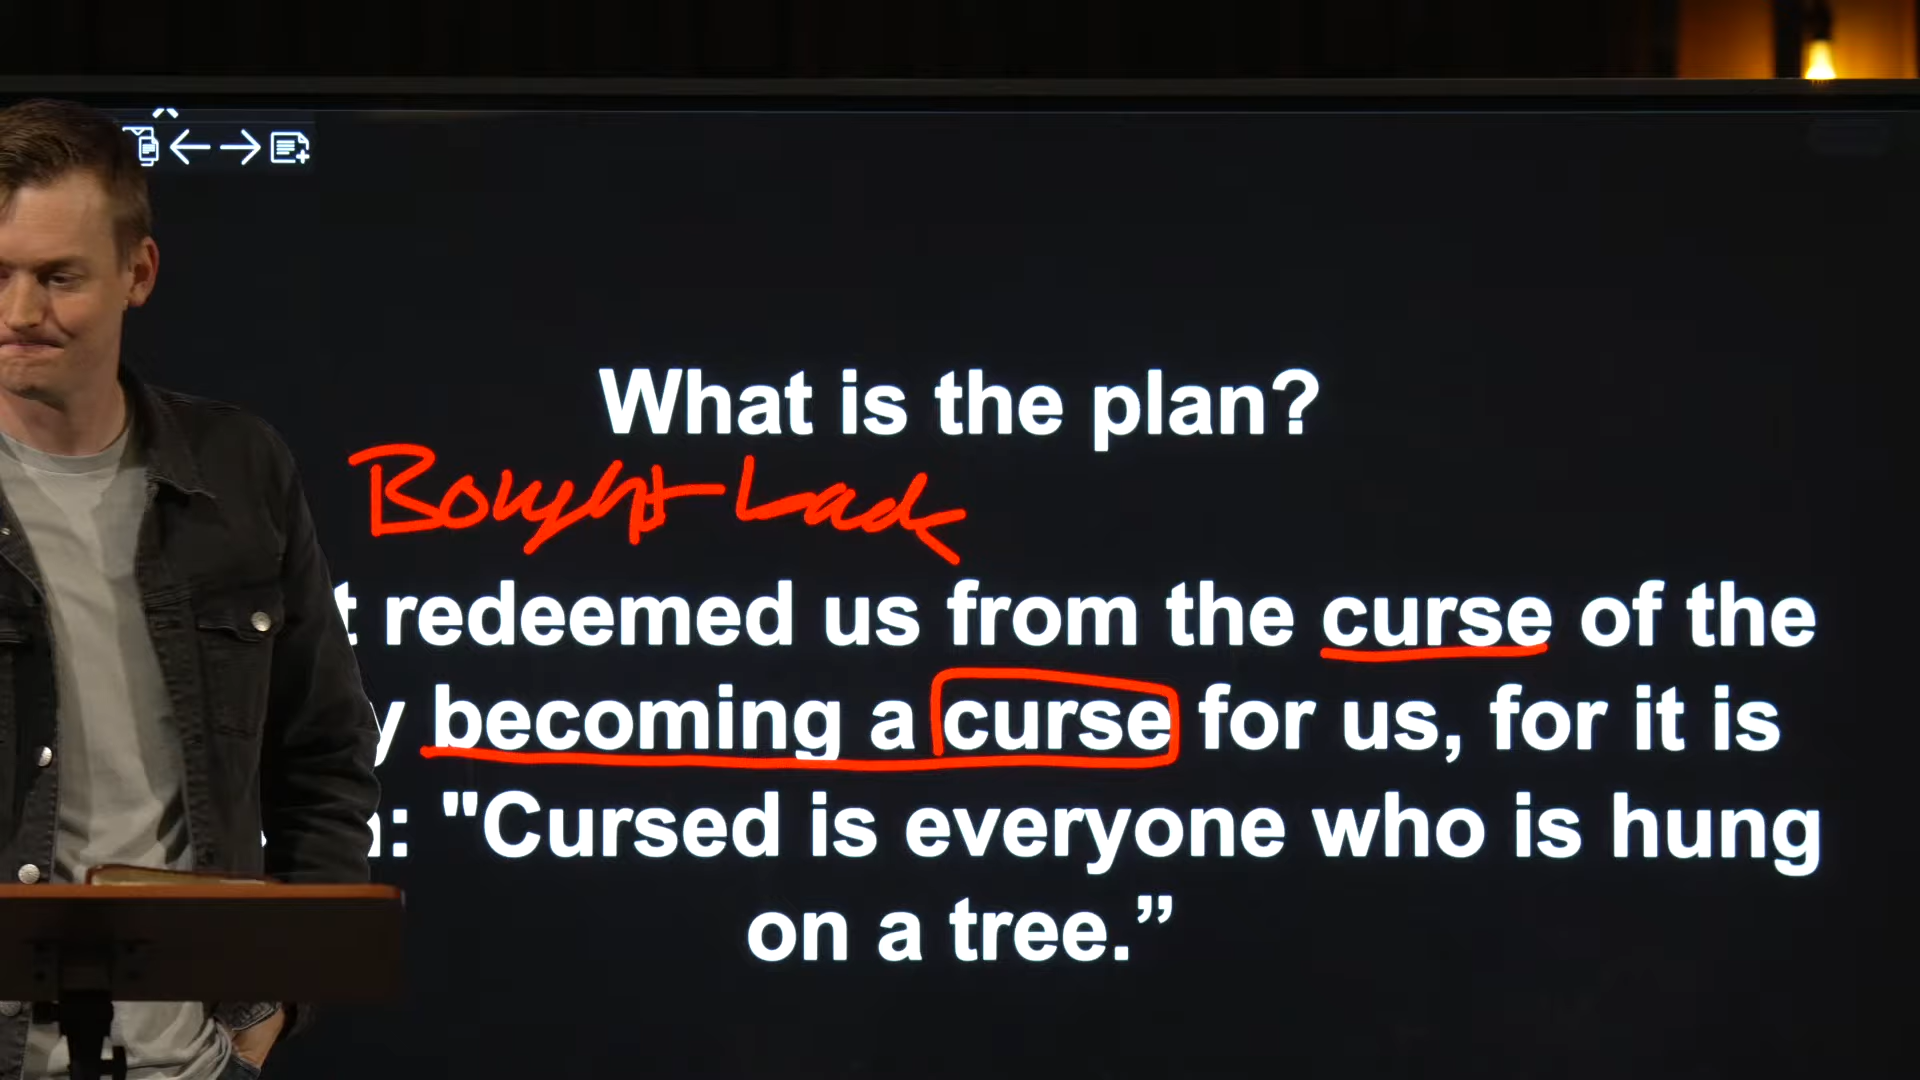 What is the plan?
Bought back
t redeemed us from the curse of the
y becoming a curse for us, for it is
n: "Cursed is everyone who is hung
on a tree.”